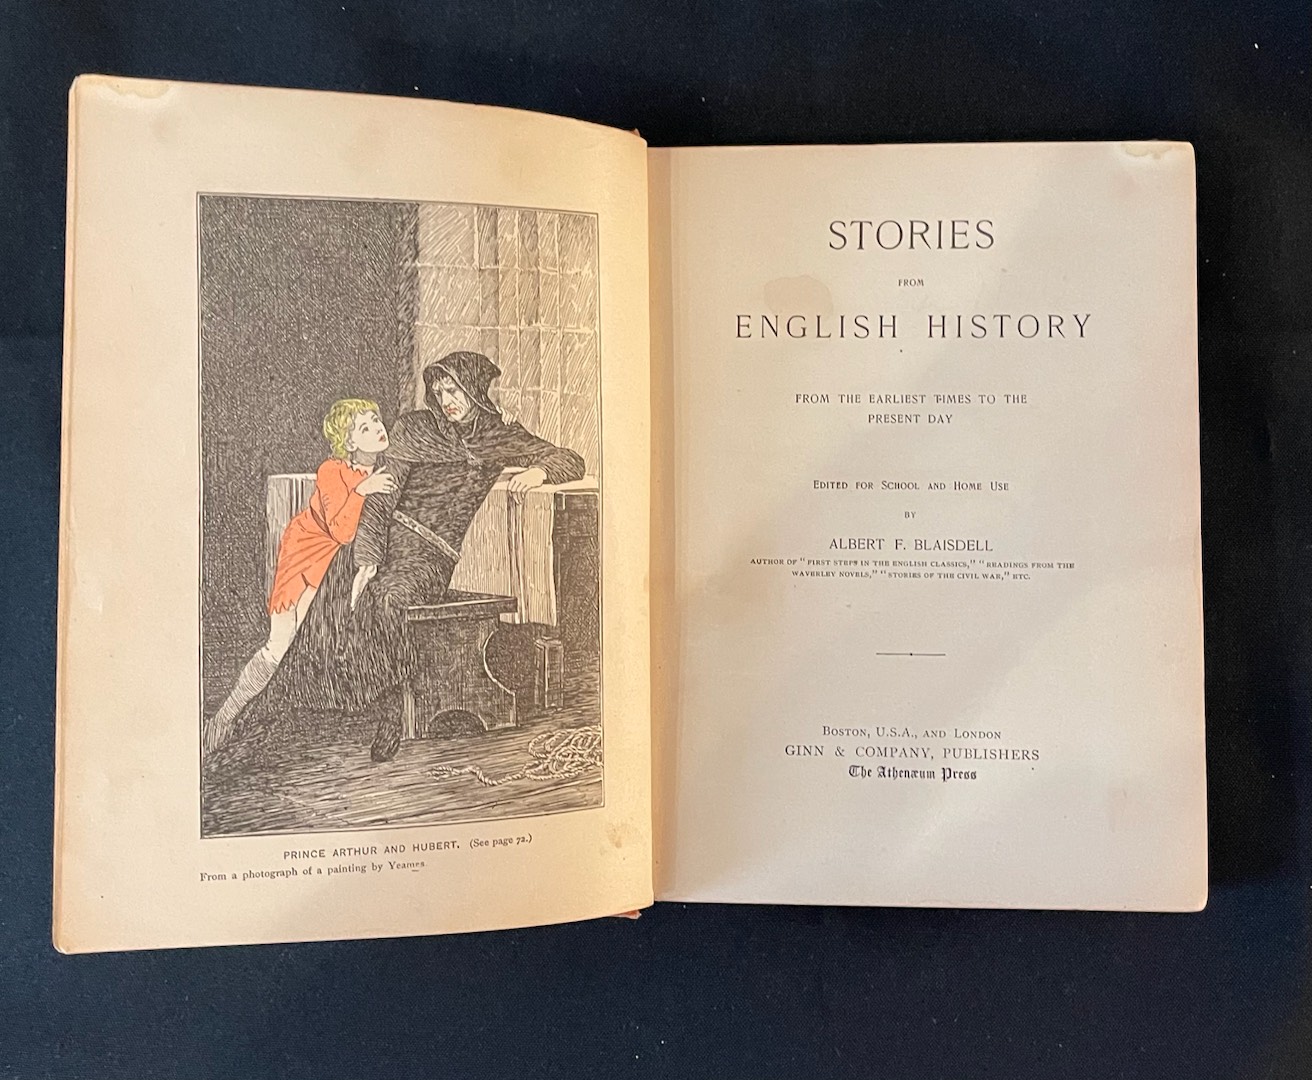 PRINCE ARTHUR AND HUBERT. (See page 72.)
From a photograph of a painting by Yeames.
STORIES
FROM
ENGLISH HISTORY
FROM THE EARLIEST TIMES TO THE
PRESENT DAY
EDITED FOR SCHOOL AND HOME USE
BY
ALBERT F. BLAISDELL
AUTHOR OF "FIRST STEPS IN THE ENGLISH CLASSICS," "READINGS FROM THE
WAVERLEY NOVELS," "STORIES OF THE CIVIL WAR," ETC.
BOSTON, U.S.A., AND LONDON
GINN & COMPANY, PUBLISHERS
The Athenæum Press